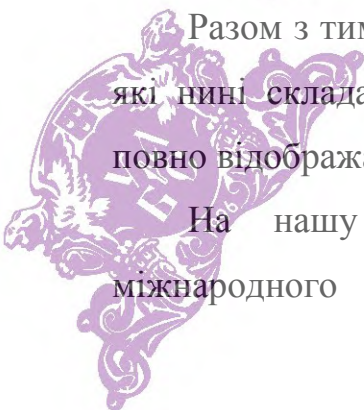 Разом з тим
які нині склада
повно відобража
На нашу
міжнародного